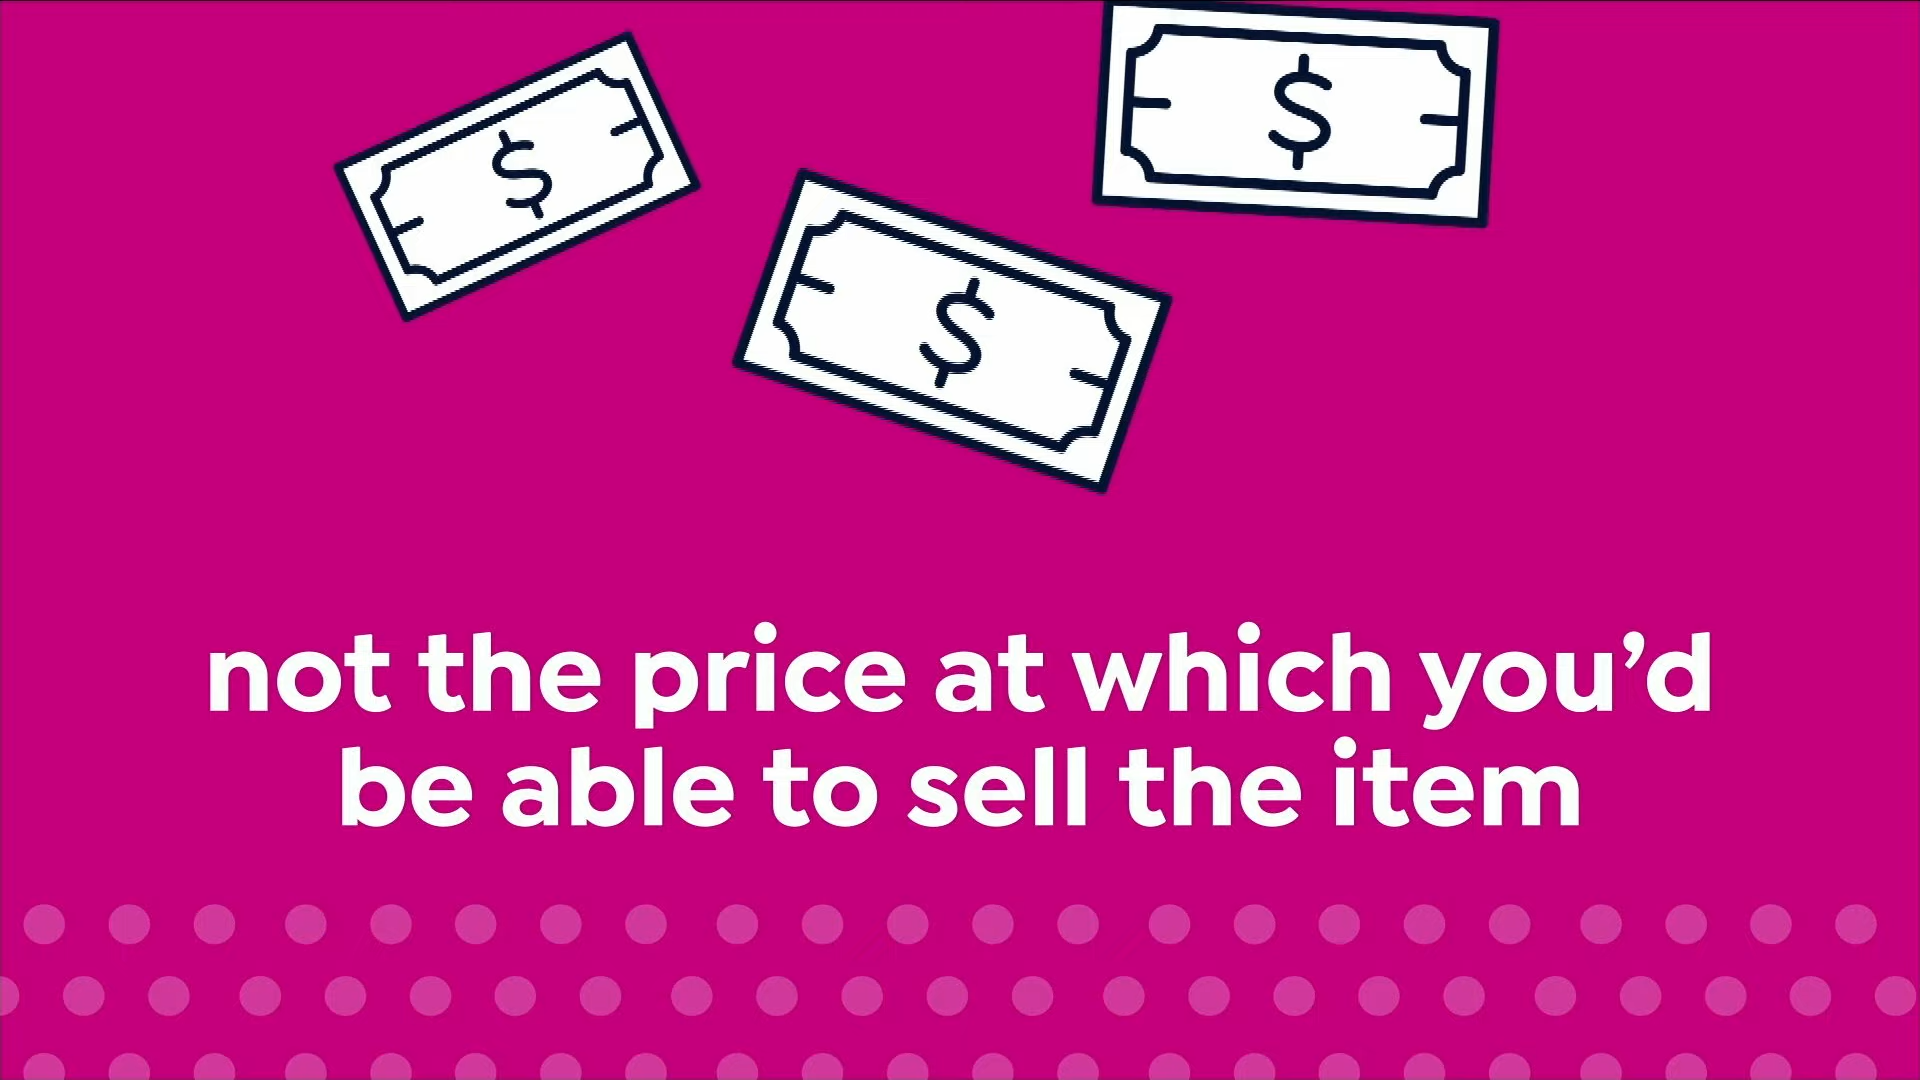 $
$
$
not the price at which you’d
be able to sell the item